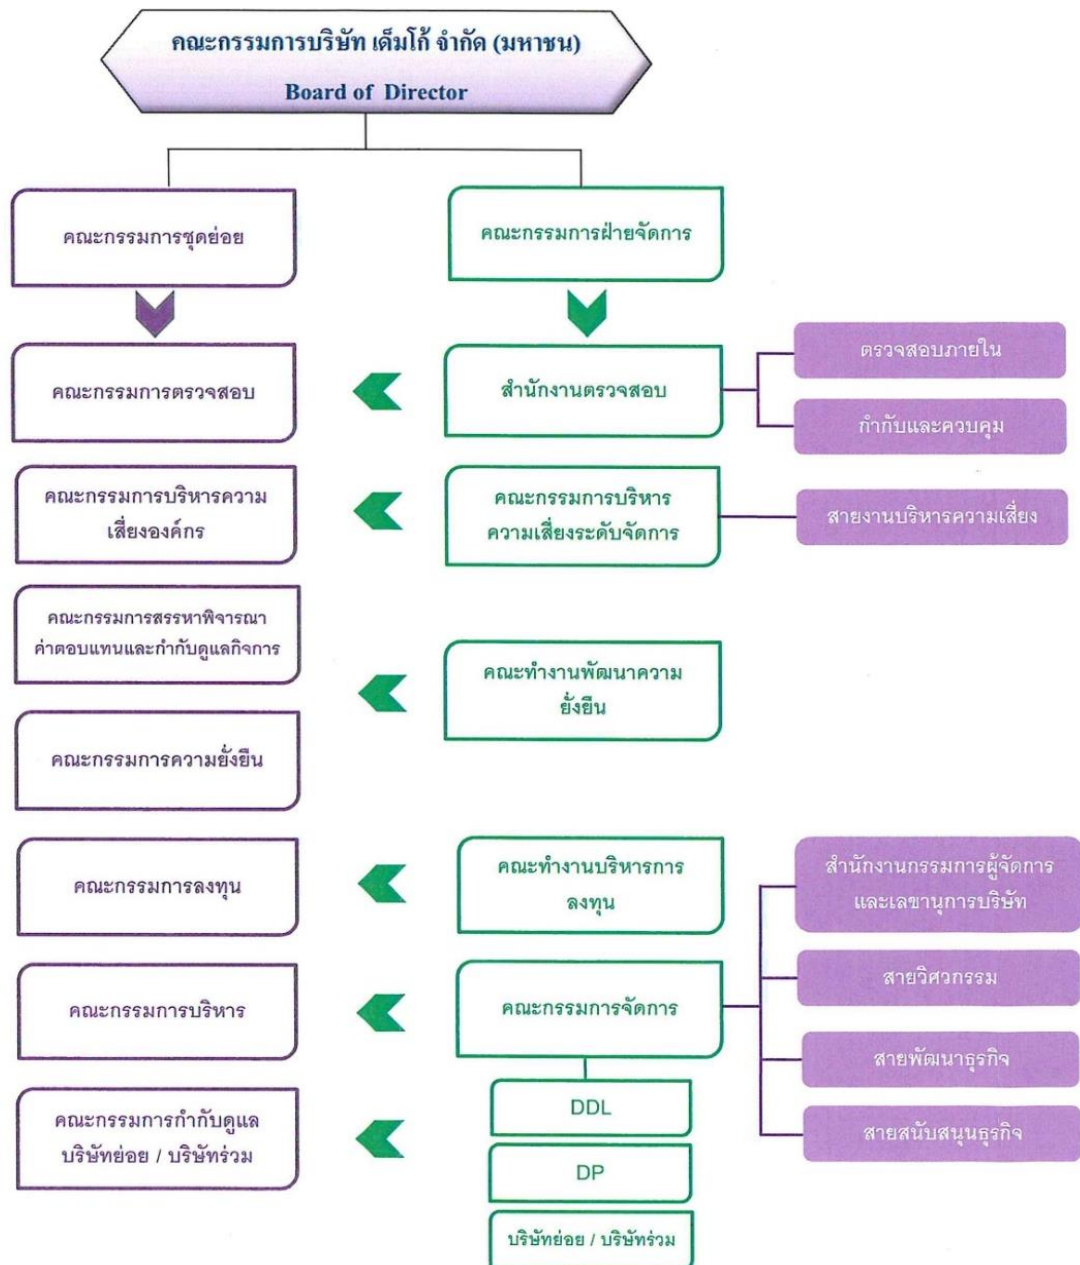 คณะกรรมการบริษัท เด็มโก้ จำกัด (มหาชน)
Board of Director
คณะกรรมการชุดย่อย
คณะกรรมการฝ่ายจัดการ
คณะกรรมการตรวจสอบ
สำนักงานตรวจสอบ
ตรวจสอบภายใน
กำกับและควบคุม
คณะกรรมการบริหารความ
เสี่ยงองค์กร
คณะกรรมการบริหาร
ความเสี่ยงระดับจัดการ
สายงานบริหารความเสี่ยง
คณะกรรมการสรรหาพิจารณา
ค่าตอบแทนและกำกับดูแลกิจการ
คณะทำงานพัฒนาความ
ยั่งยืน
คณะกรรมการความยั่งยืน
คณะกรรมการลงทุน
คณะทำงานบริหารการ
ลงทุน
สำนักงานกรรมการผู้จัดการ
และเลขานุการบริษัท
คณะกรรมการบริหาร
คณะกรรมการจัดการ
สายวิศวกรรม
สายพัฒนาธุรกิจ
สายสนับสนุนธุรกิจ
คณะกรรมการกำกับดูแล
บริษัทย่อย / บริษัทร่วม
DDL
DP
บริษัทย่อย / บริษัทร่วม